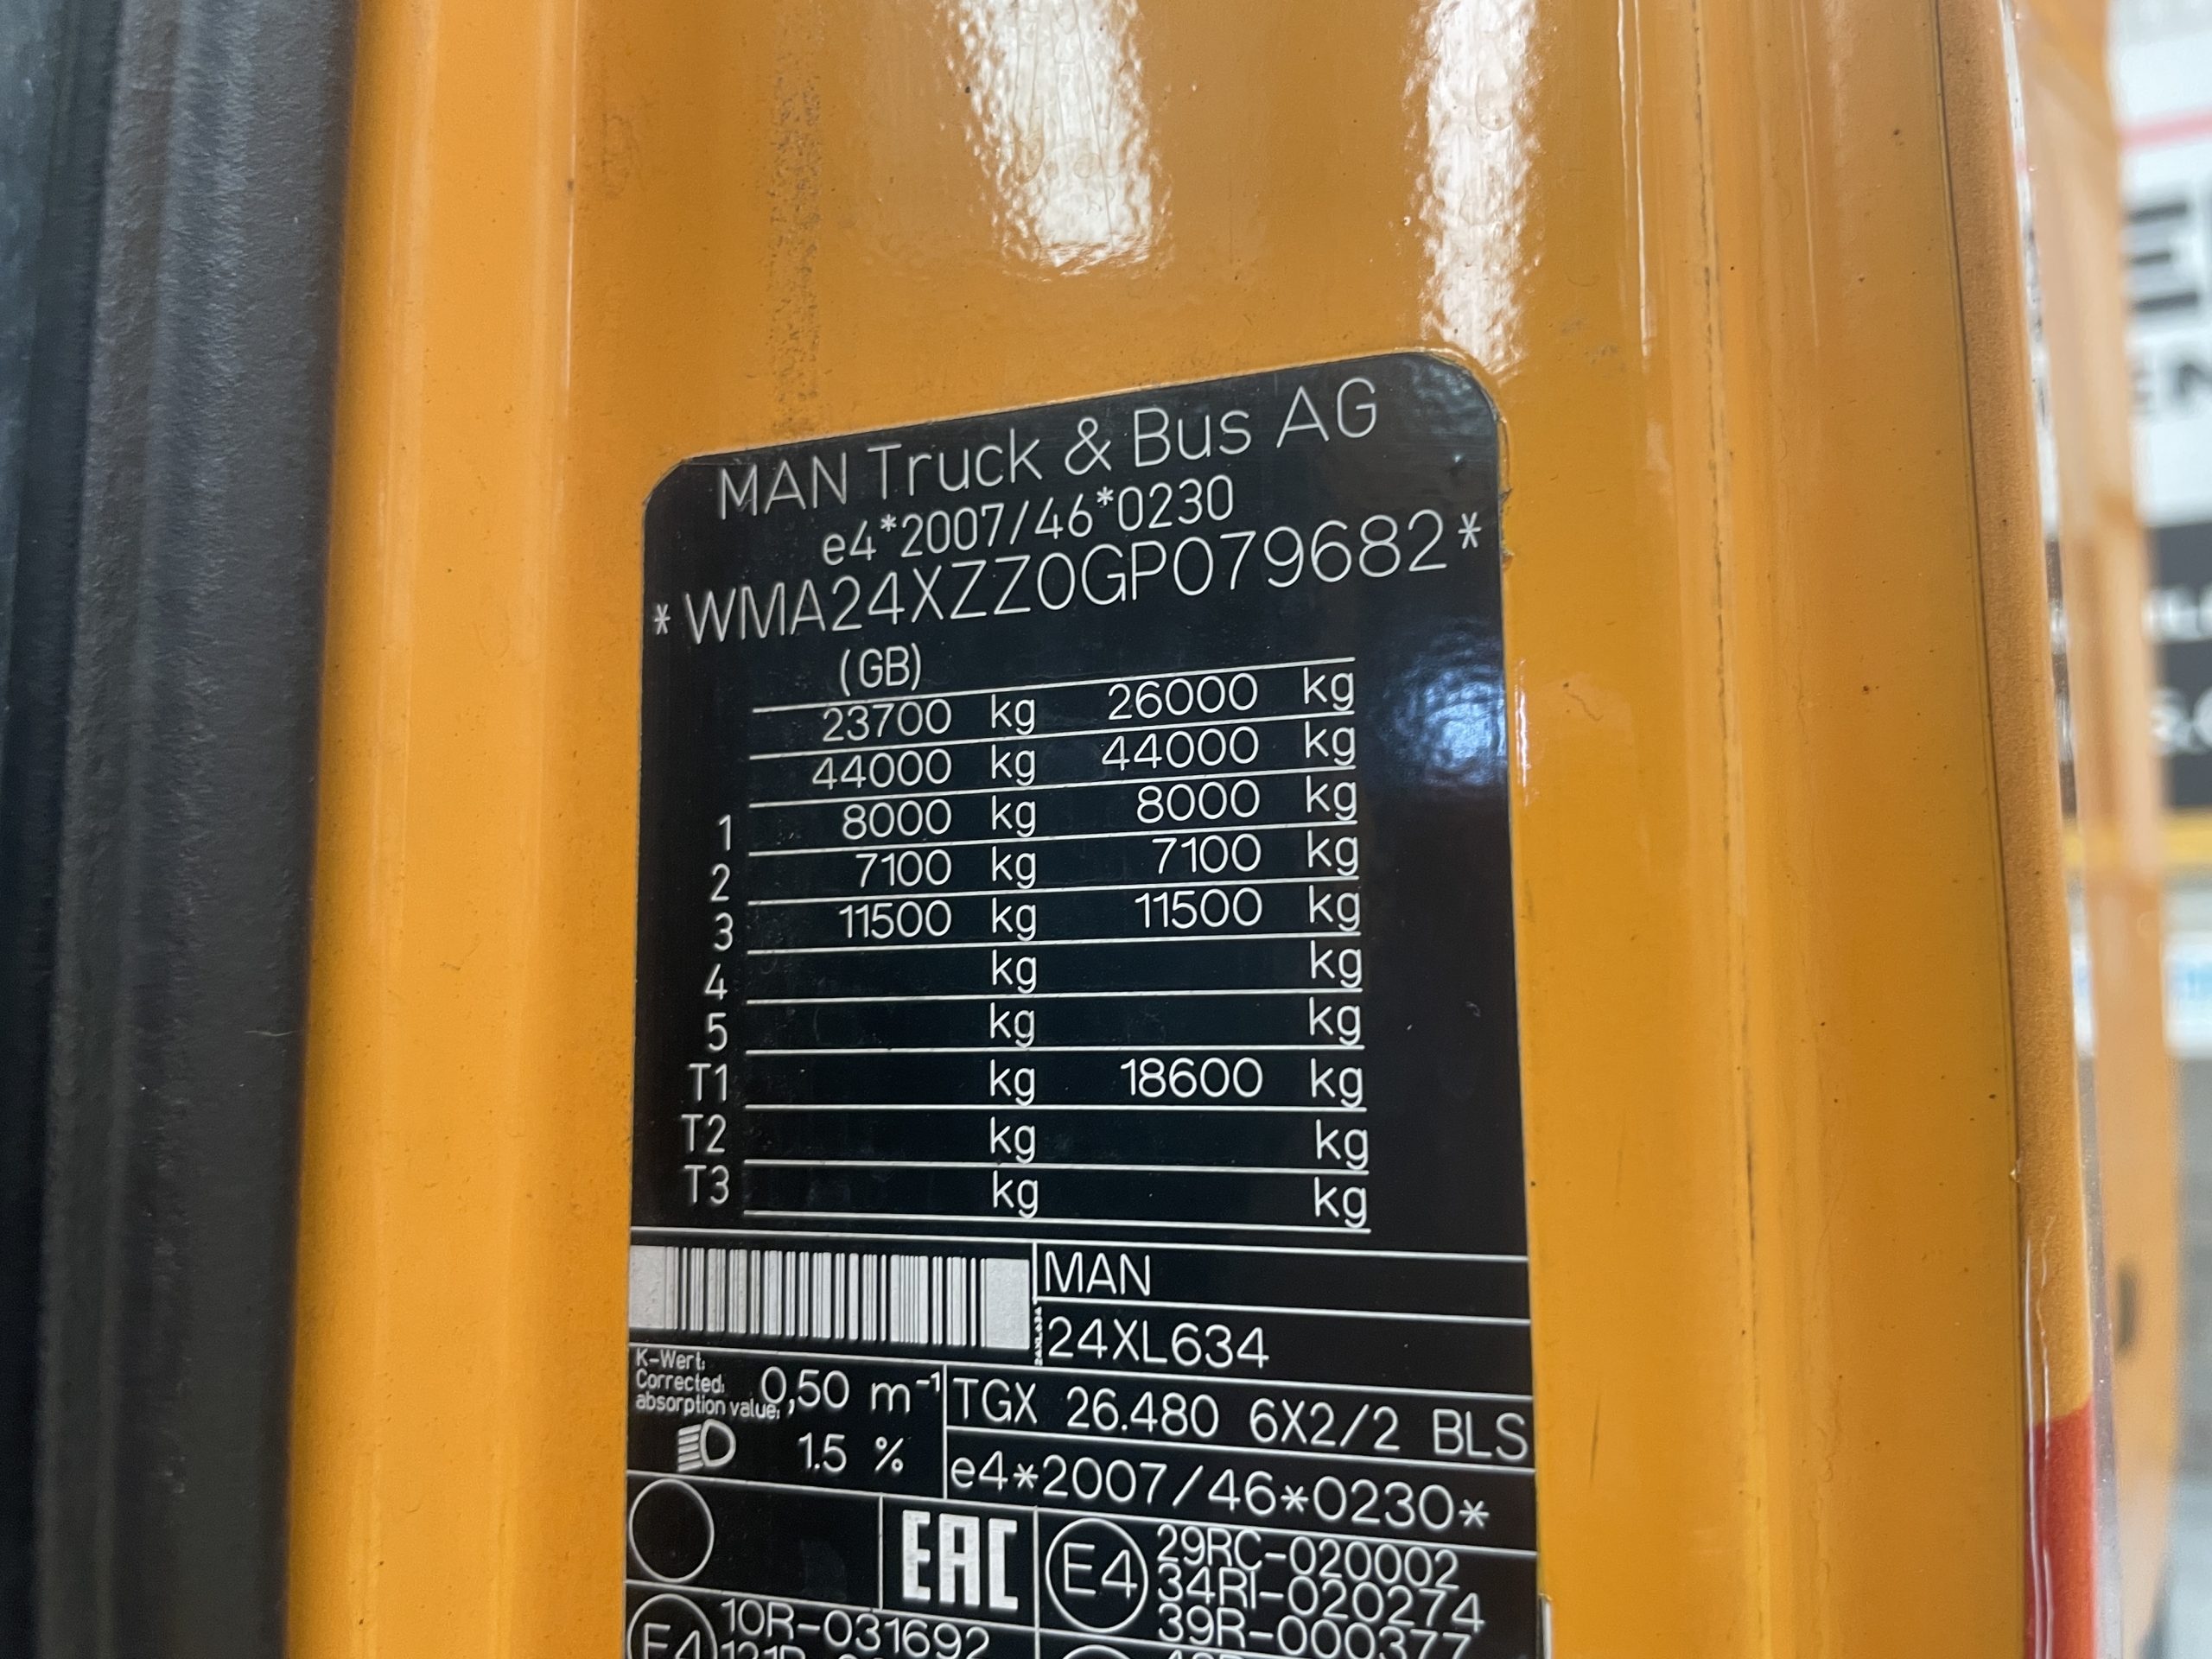 MAN Truck & Bus AG
e4*2007/46*0230
*WMA24XZZ0GP079682*
(GB)
23700 kg 26000 kg
44000 kg 44000 kg
1 8000 kg 8000 kg
2 7100 kg 7100 kg
3 11500 kg 11500 kg
4 kg kg
5 kg kg
T1 kg 18600 kg
T2 kg kg
T3 kg kg
MAN
24XL634
24XL634
K-Wert:
Corrected:
absorption value: 0,50 m⁻¹
TGX 26.480 6X2/2 BLS
1.5 %
e4*2007/46*0230*
EAC
E4
29RC-020002
34RI-020274
39R-000377
E4
10R-031692